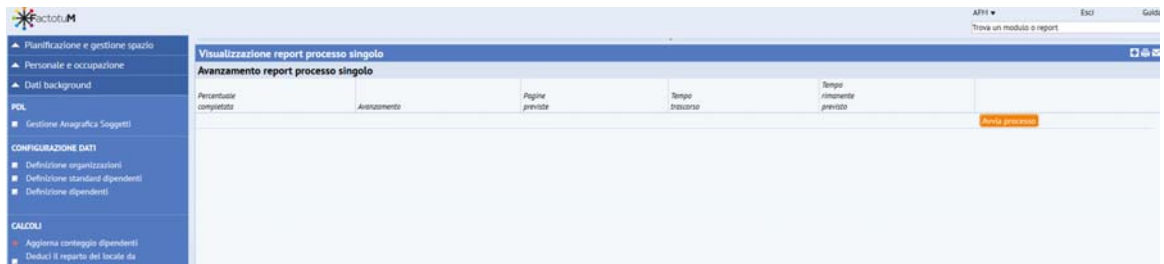 FactotuM
AFM
Esci
Guida
Trova un modulo o report
Pianificazione e gestione spazio
Personale e occupazione
Dati background
PDL
Gestione Anagrafica Soggetti
CONFIGURAZIONE DATI
Definizione organizzazioni
Definizione standard dipendenti
Definizione dipendenti
CALCOLI
Aggiorna conteggio dipendenti
Deduci il reparto del locale da
Visualizzazione report processo singolo
Avanzamento report processo singolo
Percentuale completata
Avanzamento
Pagine previste
Tempo trascorso
Tempo rimanente previsto
Avvia processo